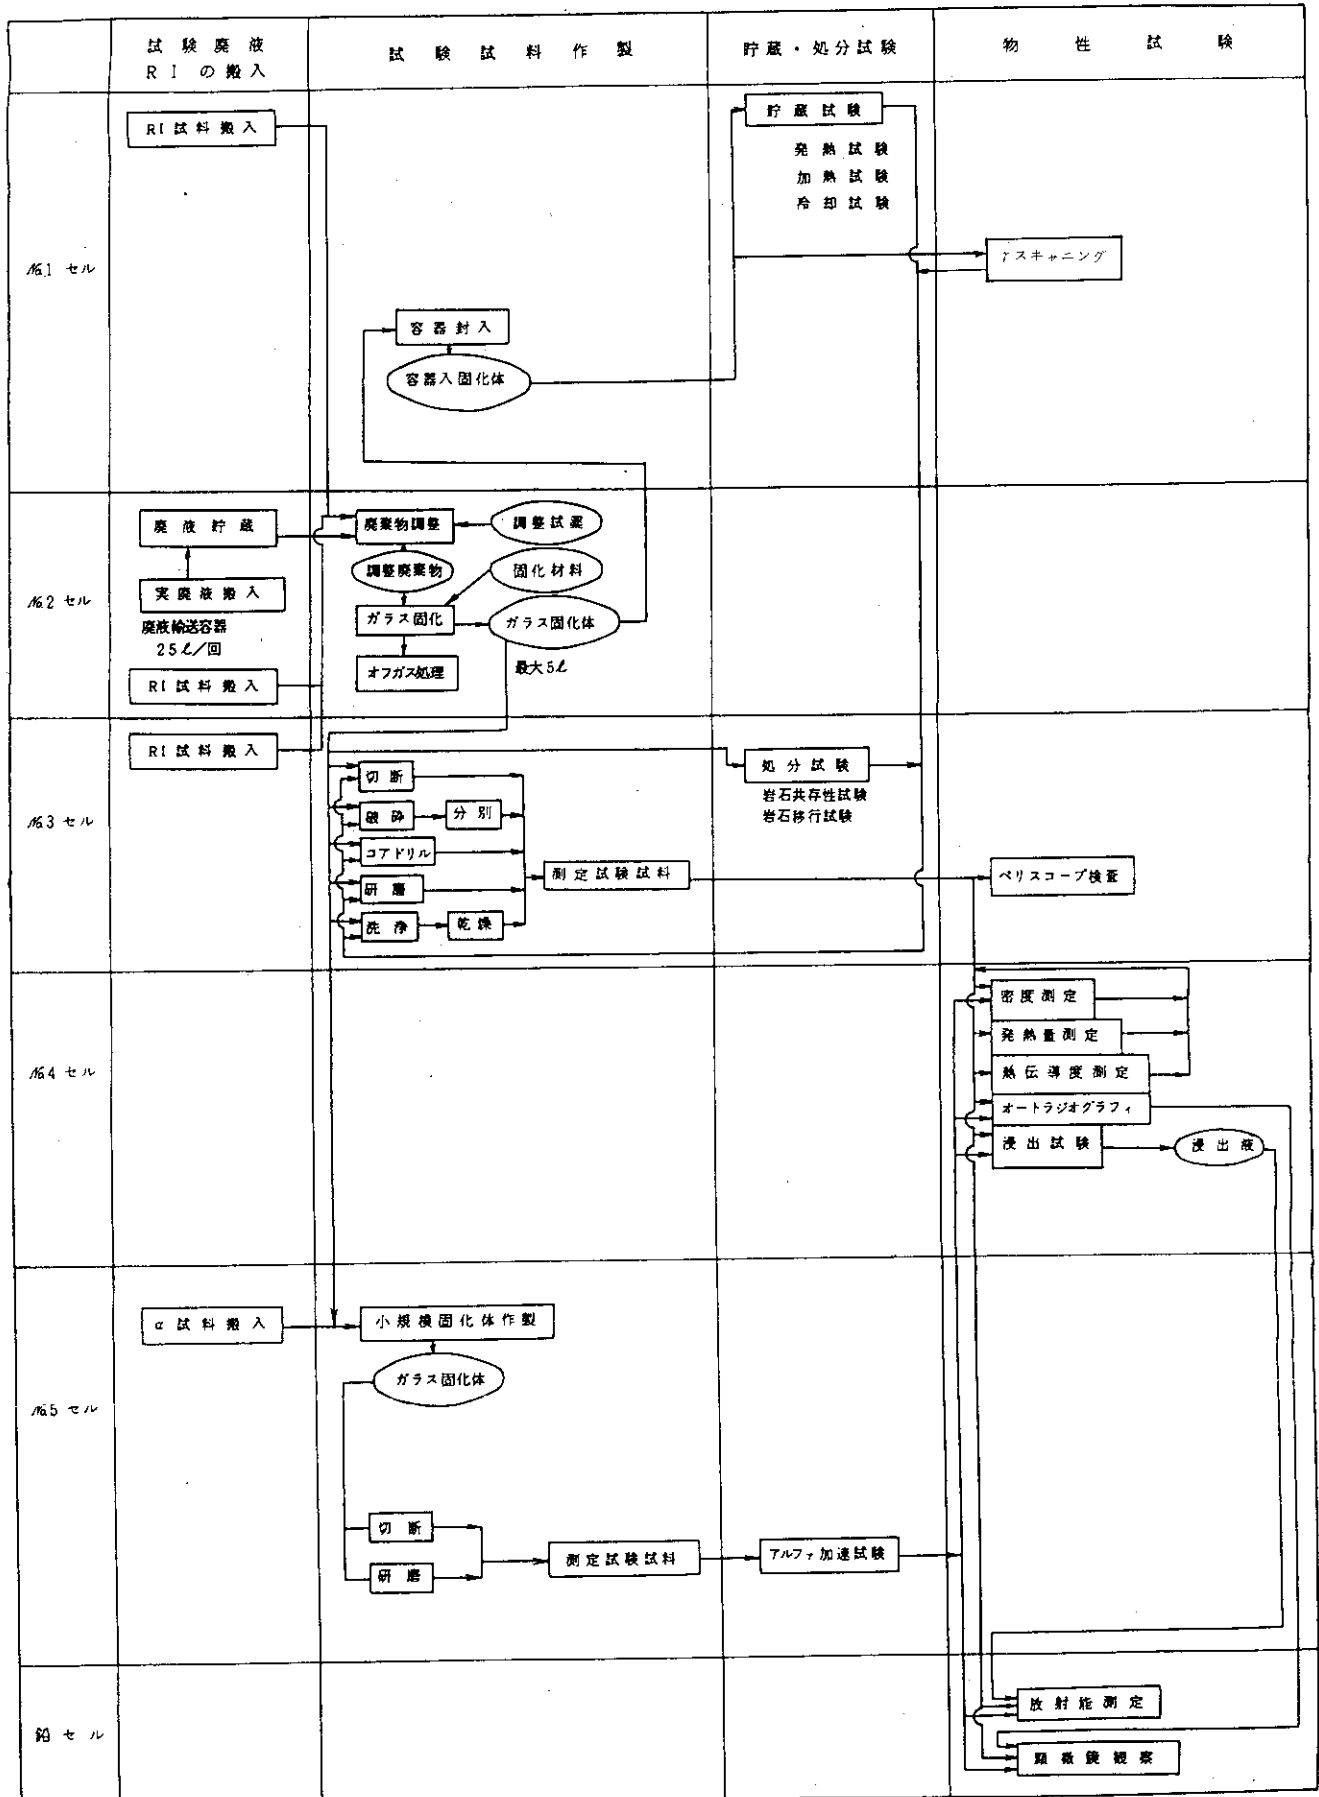 試験廃液
RIの搬入
試験試料作製
貯蔵・処分試験
物性試験
№1 セル
RI試料搬入
貯蔵試験
発熱試験
加熱試験
冷却試験
γスキャニング
容器封入
容器入固化体
№2 セル
廃液貯蔵
実廃液搬入
廃液輸送容器
25ℓ/回
RI試料搬入
廃棄物調整
調整試薬
調整廃棄物
固化材料
ガラス固化
ガラス固化体
オフガス処理
最大5ℓ
№3 セル
RI試料搬入
切断
破砕
分別
コアドリル
研磨
洗浄
乾燥
測定試験試料
処分試験
岩石共存性試験
岩石移行試験
ペリスコープ検査
№4 セル
密度測定
発熱量測定
熱伝導度測定
オートラジオグラフィ
浸出試験
浸出液
№5 セル
α試料搬入
小規模固化体作製
ガラス固化体
切断
研磨
測定試験試料
アルファ加速試験
鉛セル
放射能測定
顕微鏡観察